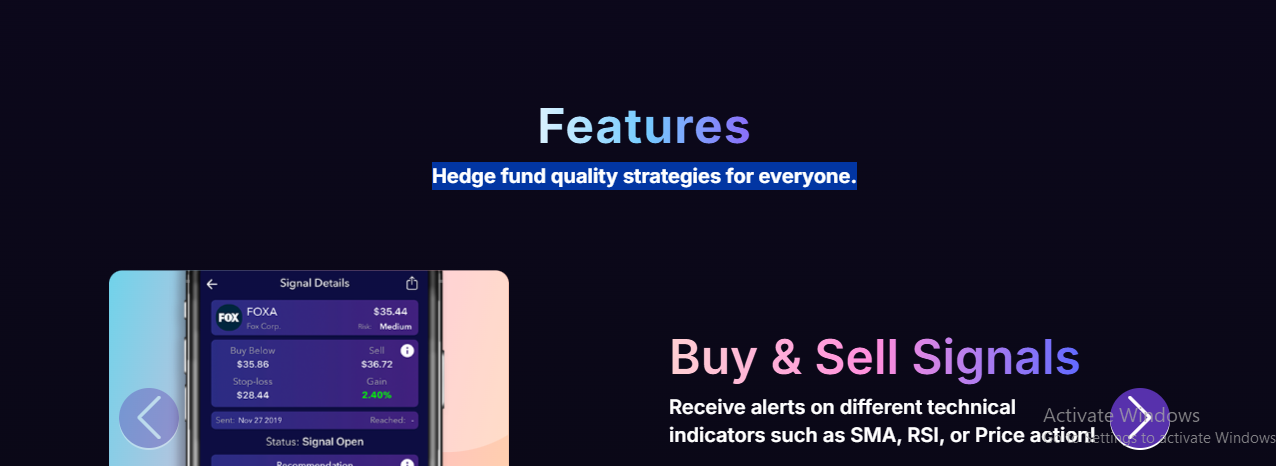 Features
Hedge fund quality strategies for everyone.
Signal Details
FOX
FOXA
$35.44
Fox Corp.
Risk: Medium
Buy Below
Sell
$35.86
$36.72
Stop-loss
Gain
$28.44
2.40%
Sent: Nov 27 2019
Reached: -
Status: Signal Open
Recommendation
Buy & Sell Signals
Receive alerts on different technical
indicators such as SMA, RSI, or Price action!
Activate Windows
Go to Settings to activate Windows